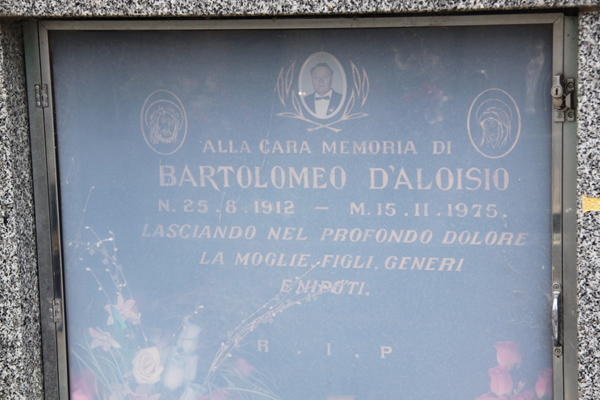 ALLA CARA MEMORIA DI
BARTOLOMEO D'ALOISIO
N. 25.8.1912 — M. 15.11.1975.
LASCIANDO NEL PROFONDO DOLORE
LA MOGLIE, FIGLI, GENERI
E NIPOTI.
R. I. P